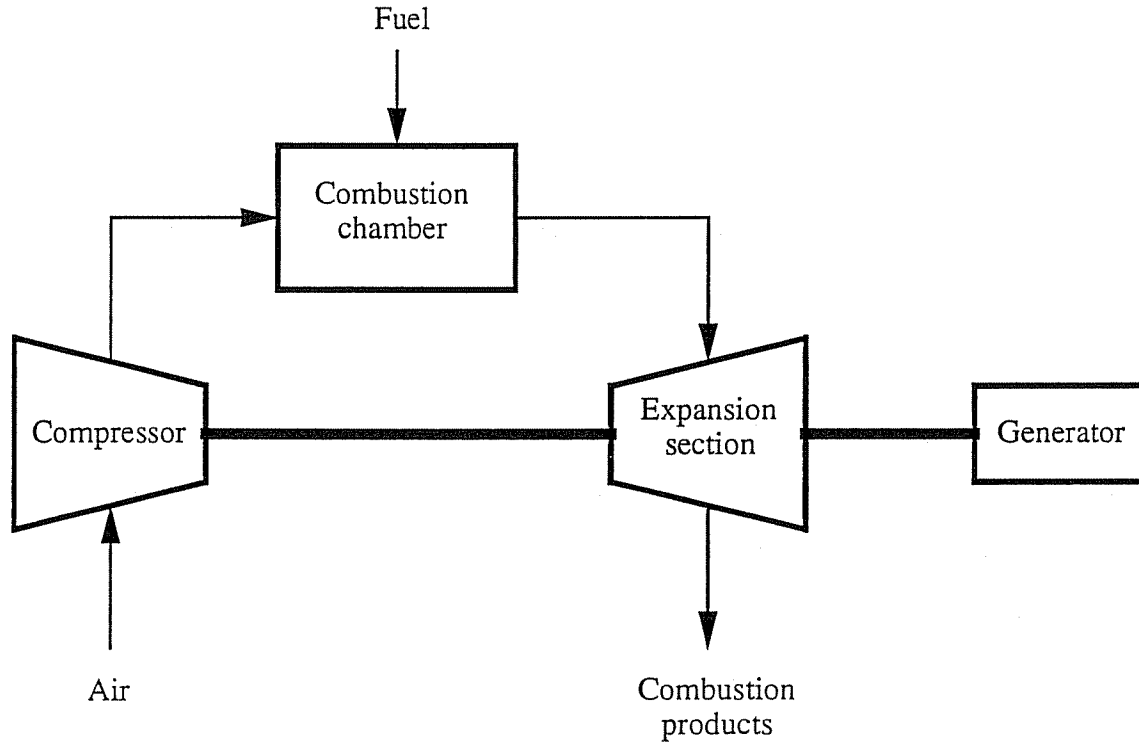 Fuel
Combustion
chamber
Compressor
Expansion
section
Generator
Air
Combustion
products